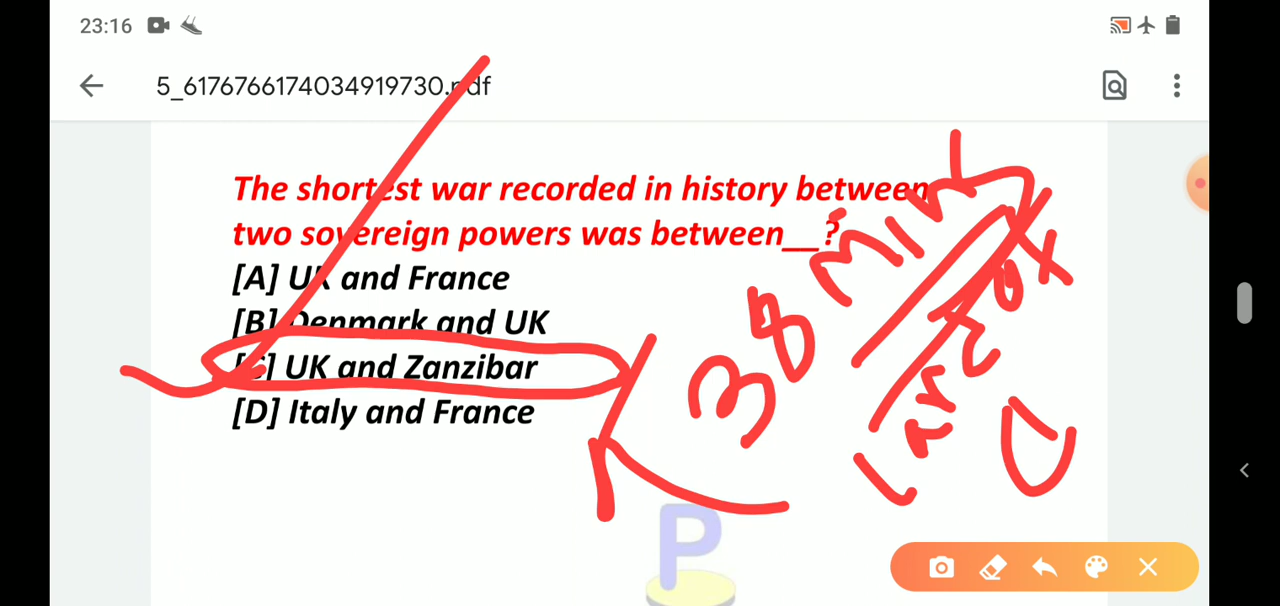 23:16
5_6176766174034919730.pdf
The shortest war recorded in history between
two sovereign powers was between__?
[A] UK and France
[B] Denmark and UK
[C] UK and Zanzibar
[D] Italy and France
38 Min
P